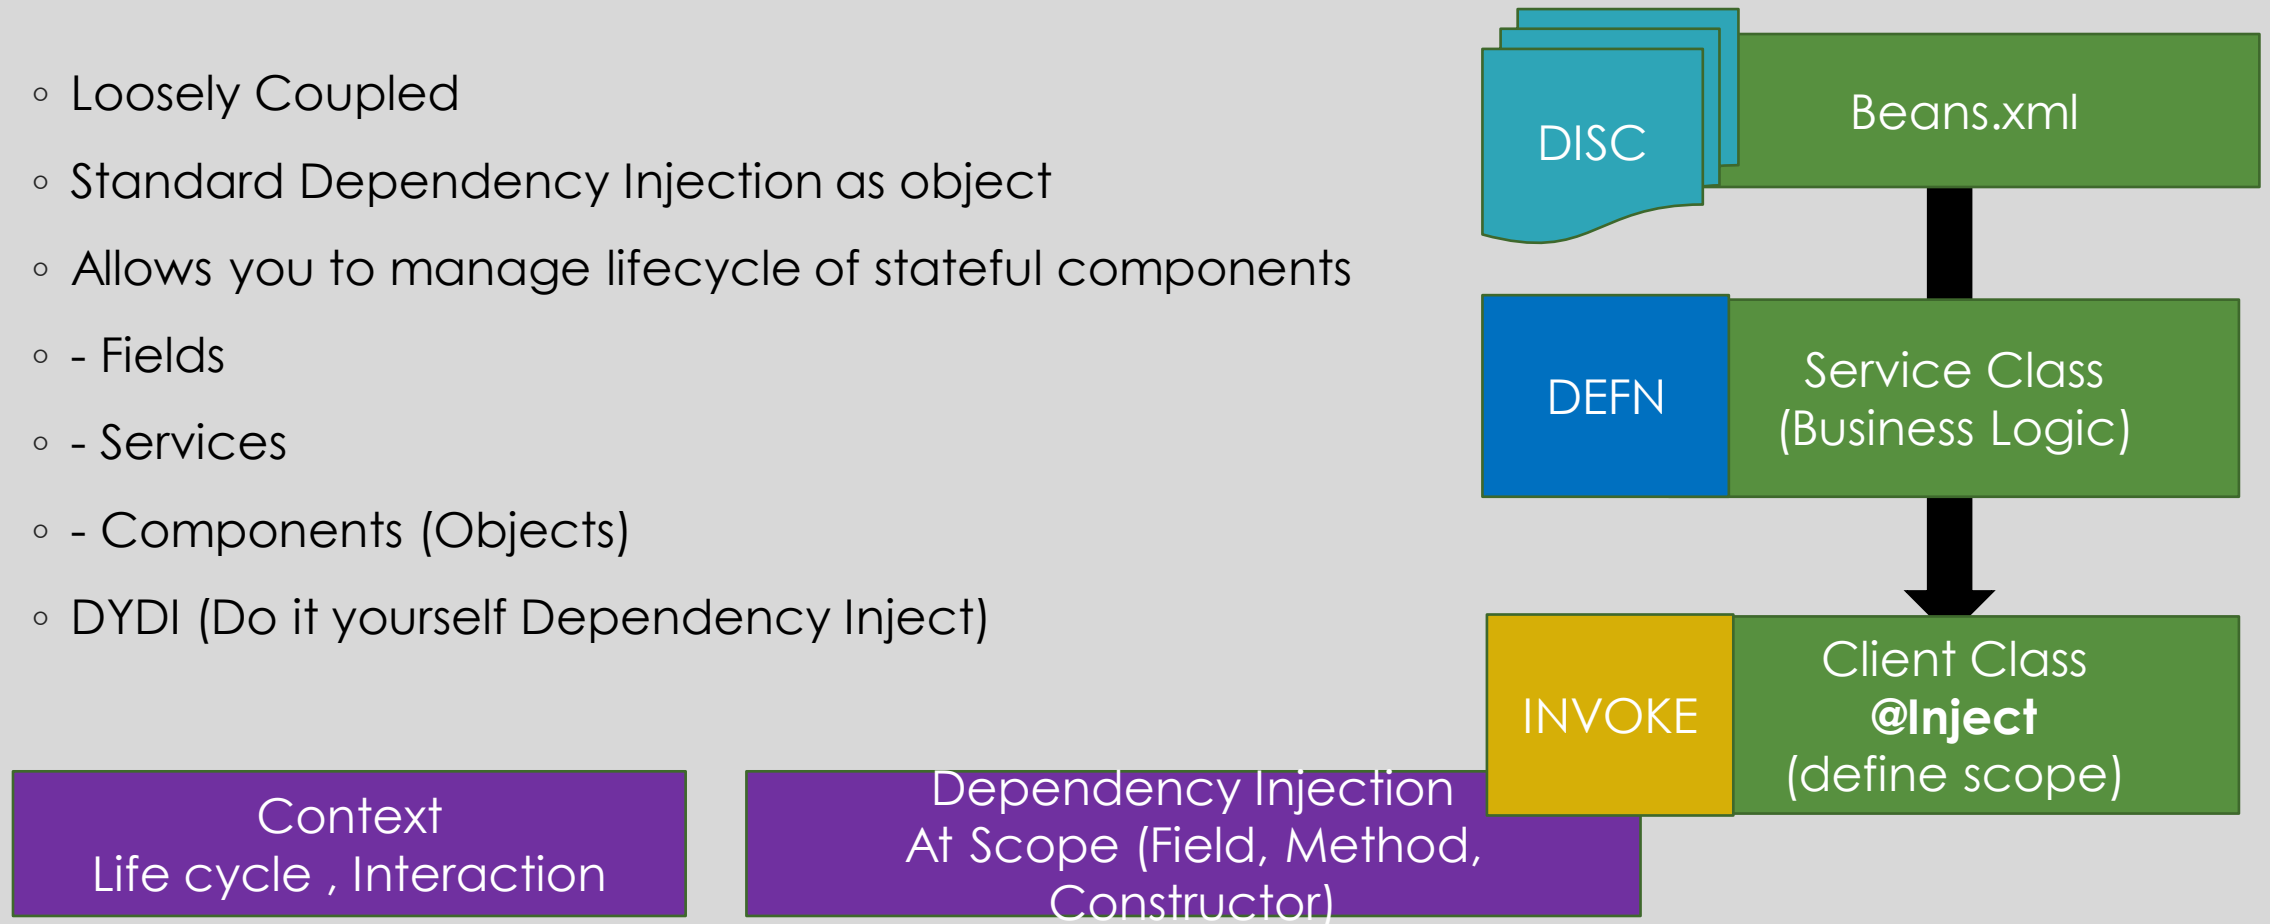 ◦ Loosely Coupled
◦ Standard Dependency Injection as object
◦ Allows you to manage lifecycle of stateful components
◦ - Fields
◦ - Services
◦ - Components (Objects)
◦ DYDI (Do it yourself Dependency Inject)
DISC
Beans.xml
DEFN
Service Class
(Business Logic)
INVOKE
Client Class
@Inject
(define scope)
Context
Life cycle , Interaction
Dependency Injection
At Scope (Field, Method,
Constructor)